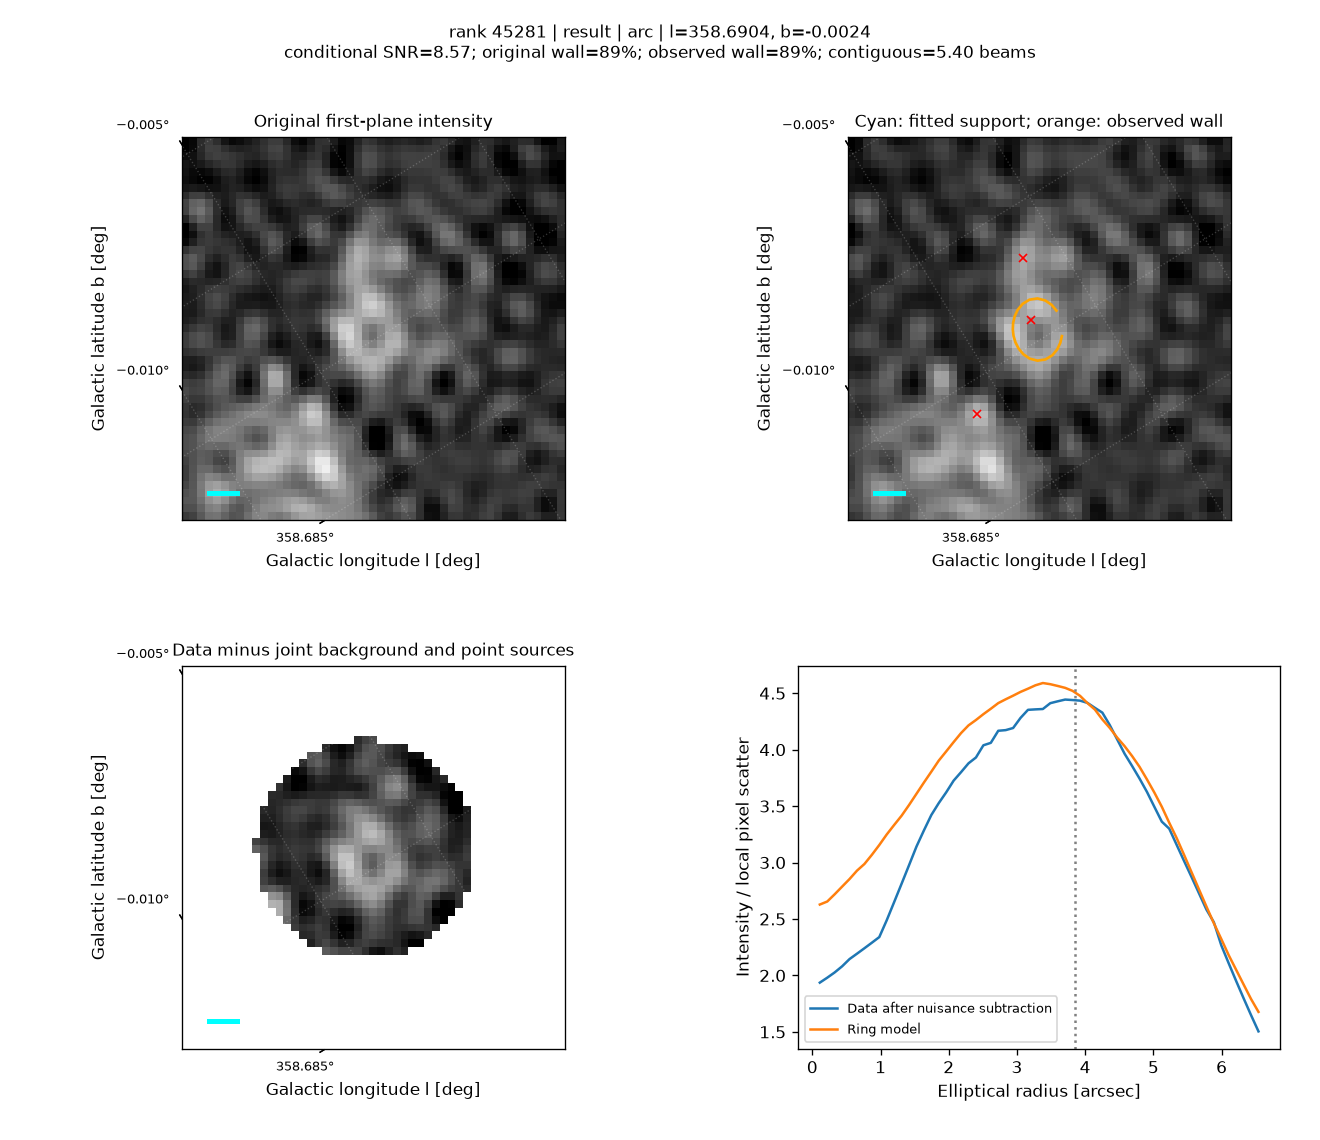 rank 45281 | result | arc | l=358.6904, b=-0.0024
conditional SNR=8.57; original wall=89%; observed wall=89%; contiguous=5.40 beams
Original first-plane intensity
−0.005°
−0.010°
Galactic latitude b [deg]
358.685°
Galactic longitude l [deg]
Cyan: fitted support; orange: observed wall
−0.005°
−0.010°
Galactic latitude b [deg]
358.685°
Galactic longitude l [deg]
Data minus joint background and point sources
−0.005°
−0.010°
Galactic latitude b [deg]
358.685°
Galactic longitude l [deg]
4.5
4.0
3.5
3.0
2.5
2.0
1.5
Intensity / local pixel scatter
Data after nuisance subtraction
Ring model
0 1 2 3 4 5 6
Elliptical radius [arcsec]